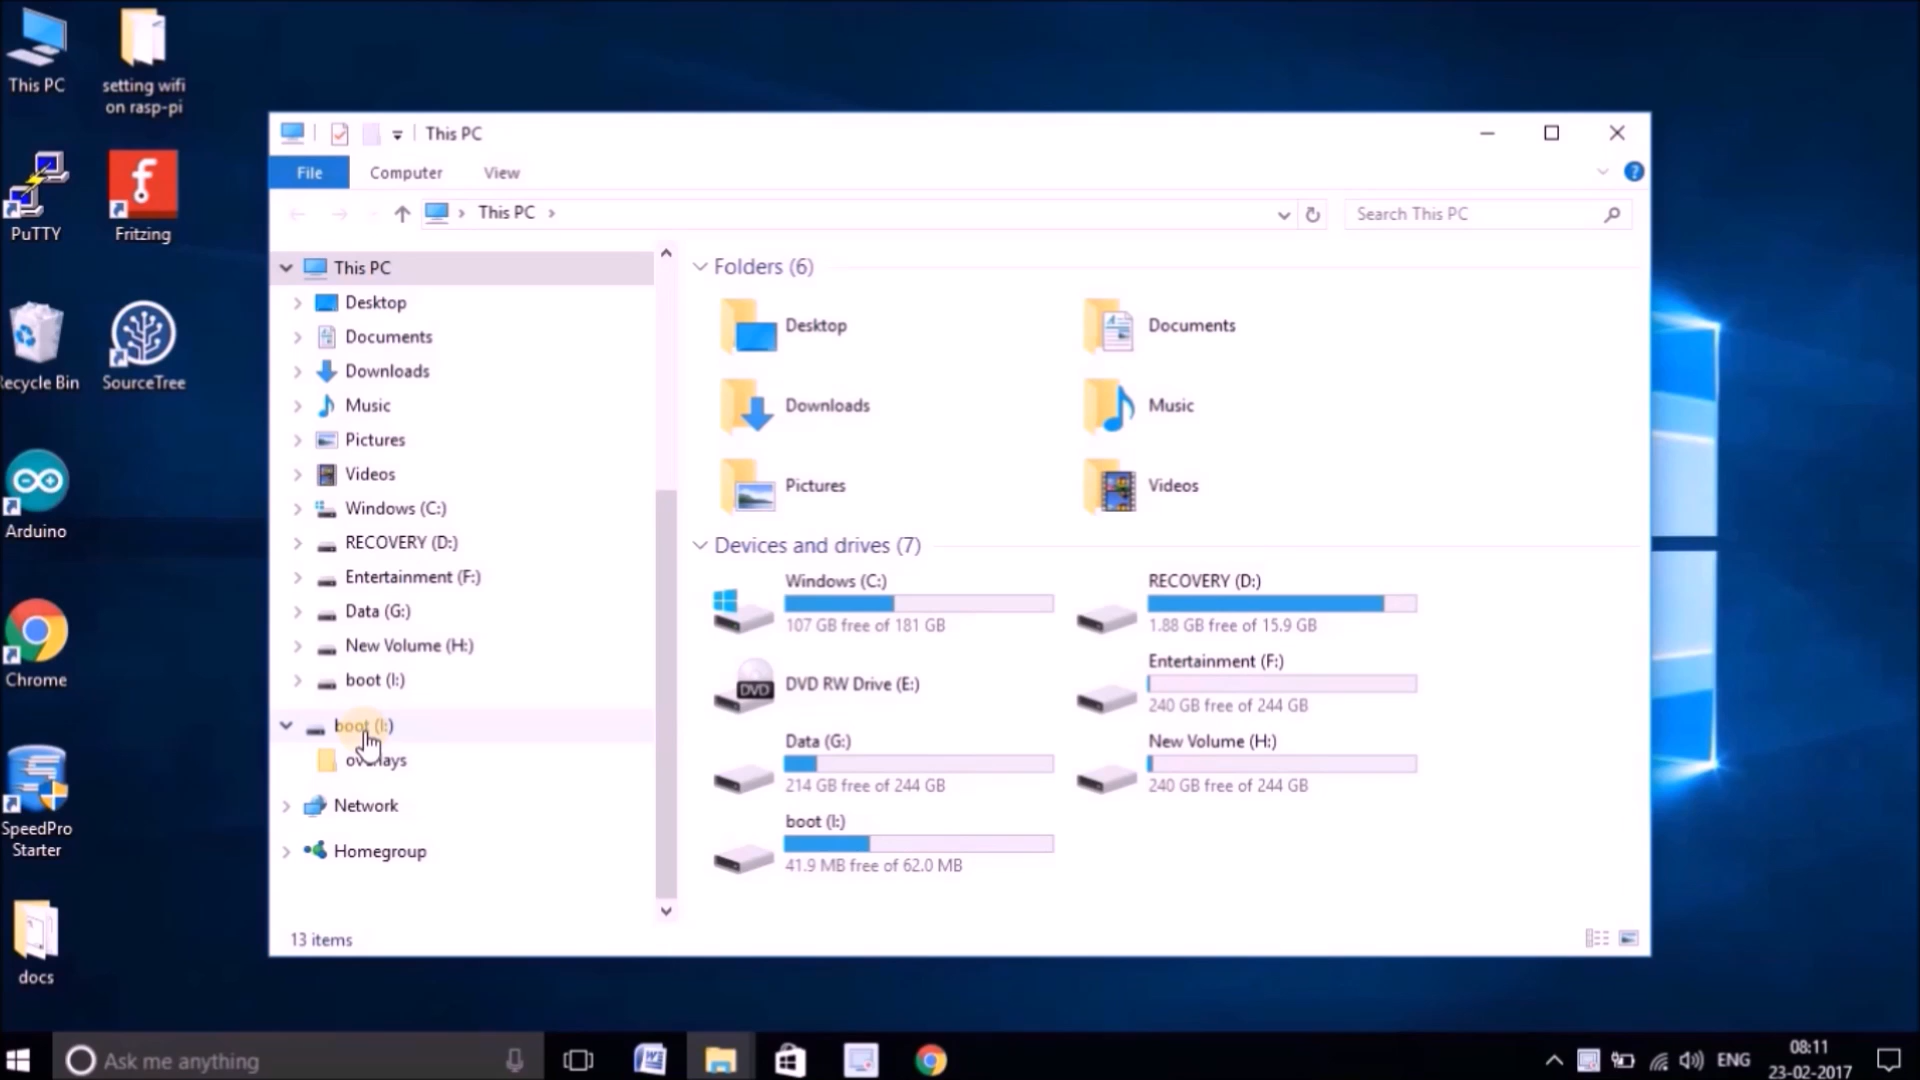 This PC
setting wifi
on rasp-pi
PuTTY
Fritzing
ecycle Bin
SourceTree
Arduino
Chrome
SpeedPro
Starter
docs
This PC
File
Computer
View
This PC
Search This PC
This PC
Desktop
Documents
Downloads
Music
Pictures
Videos
Windows (C:)
RECOVERY (D:)
Entertainment (F:)
Data (G:)
New Volume (H:)
boot (I:)
boot (I:)
overlays
Network
Homegroup
13 items
Folders (6)
Desktop
Documents
Downloads
Music
Pictures
Videos
Devices and drives (7)
Windows (C:)
107 GB free of 181 GB
RECOVERY (D:)
1.88 GB free of 15.9 GB
DVD
DVD RW Drive (E:)
Entertainment (F:)
240 GB free of 244 GB
Data (G:)
214 GB free of 244 GB
New Volume (H:)
240 GB free of 244 GB
boot (I:)
41.9 MB free of 62.0 MB
Ask me anything
ENG
08:11
23-02-2017